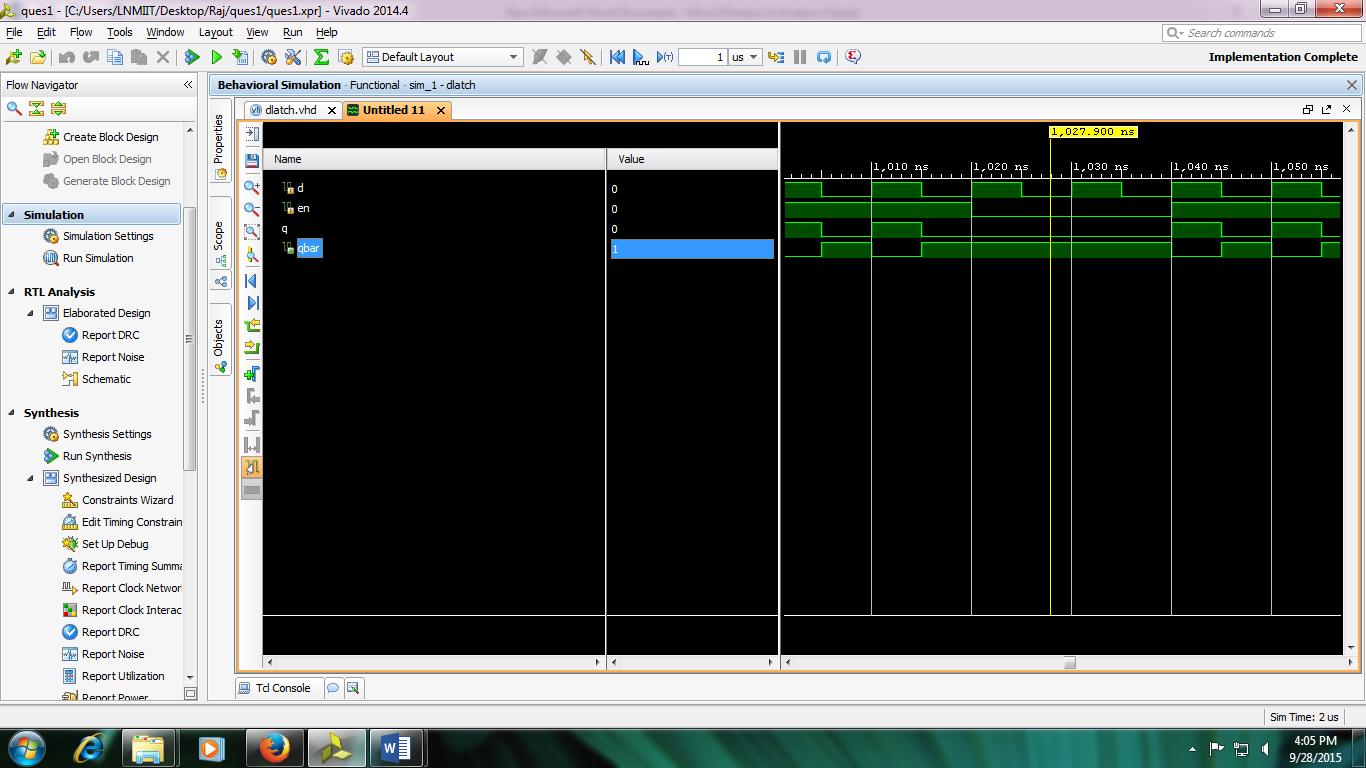 ques1 - [C:/Users/LNMIIT/Desktop/Raj/ques1/ques1.xpr] - Vivado 2014.4
File Edit Flow Tools Window Layout View Run Help
Search commands
Default Layout
1 us
Implementation Complete
Flow Navigator
Create Block Design
Open Block Design
Generate Block Design
Simulation
Simulation Settings
Run Simulation
RTL Analysis
Elaborated Design
Report DRC
Report Noise
Schematic
Synthesis
Synthesis Settings
Run Synthesis
Synthesized Design
Constraints Wizard
Edit Timing Constrain
Set Up Debug
Report Timing Summa
Report Clock Networ
Report Clock Interac
Report DRC
Report Noise
Report Utilization
Report Power
Behavioral Simulation - Functional - sim_1 - dlatch
Properties
Scope
Objects
dlatch.vhd
Untitled 11
Name Value
d 0
en 0
q 0
qbar 1
1,027.900 ns
1,010 ns 1,020 ns 1,030 ns 1,040 ns 1,050 ns
Tcl Console
Sim Time: 2 us
4:05 PM
9/28/2015